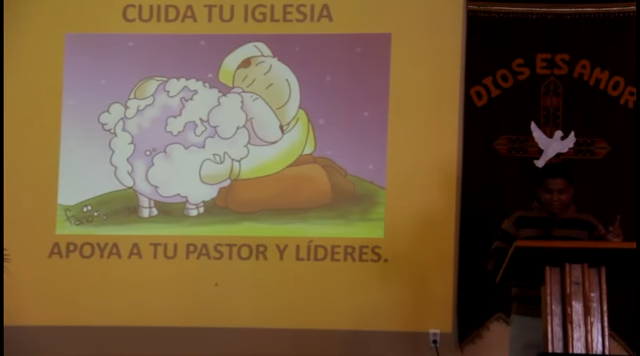 CUIDA TU IGLESIA
APOYA A TU PASTOR Y LÍDERES.
DIOS ES AMOR